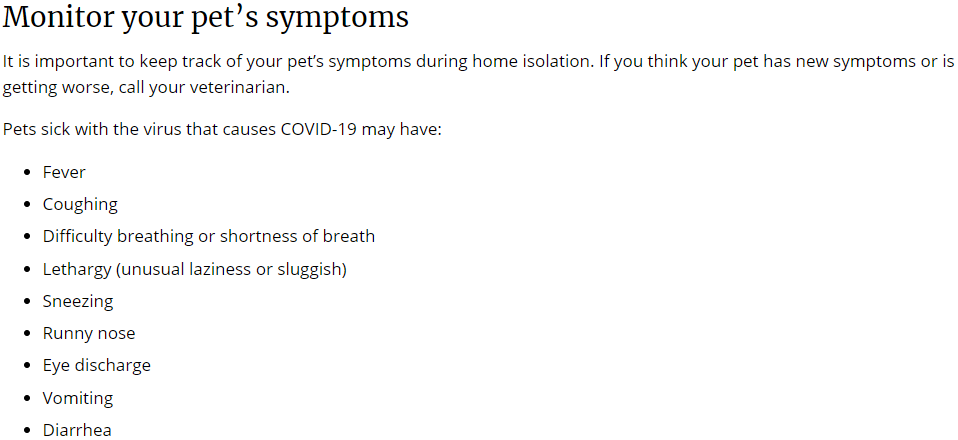 Monitor your pet’s symptoms
It is important to keep track of your pet’s symptoms during home isolation. If you think your pet has new symptoms or is
getting worse, call your veterinarian.
Pets sick with the virus that causes COVID-19 may have:
• Fever
• Coughing
• Difficulty breathing or shortness of breath
• Lethargy (unusual laziness or sluggish)
• Sneezing
• Runny nose
• Eye discharge
• Vomiting
• Diarrhea